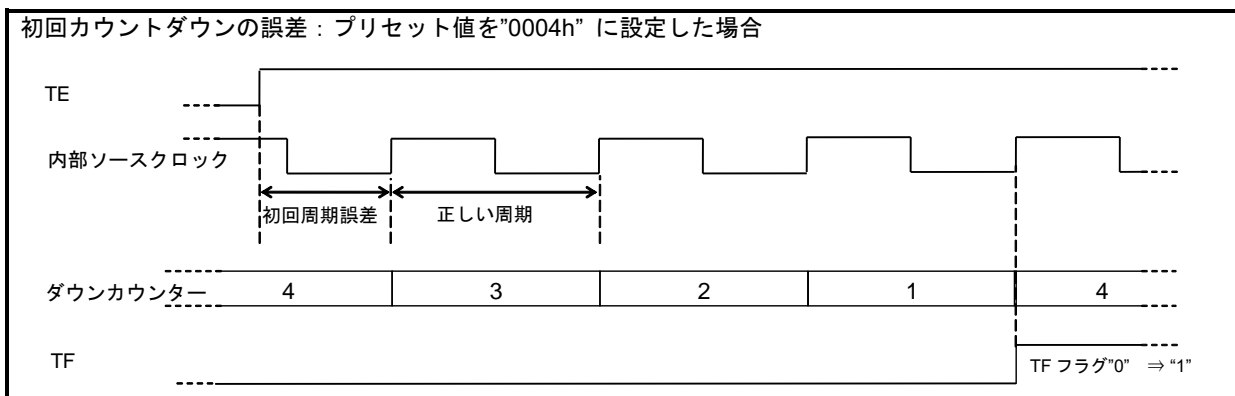 初回カウントダウンの誤差：プリセット値を”0004h” に設定した場合
TE
内部ソースクロック
初回周期誤差
正しい周期
ダウンカウンター
4
3
2
1
4
TF
TF フラグ”0” ⇒ “1”